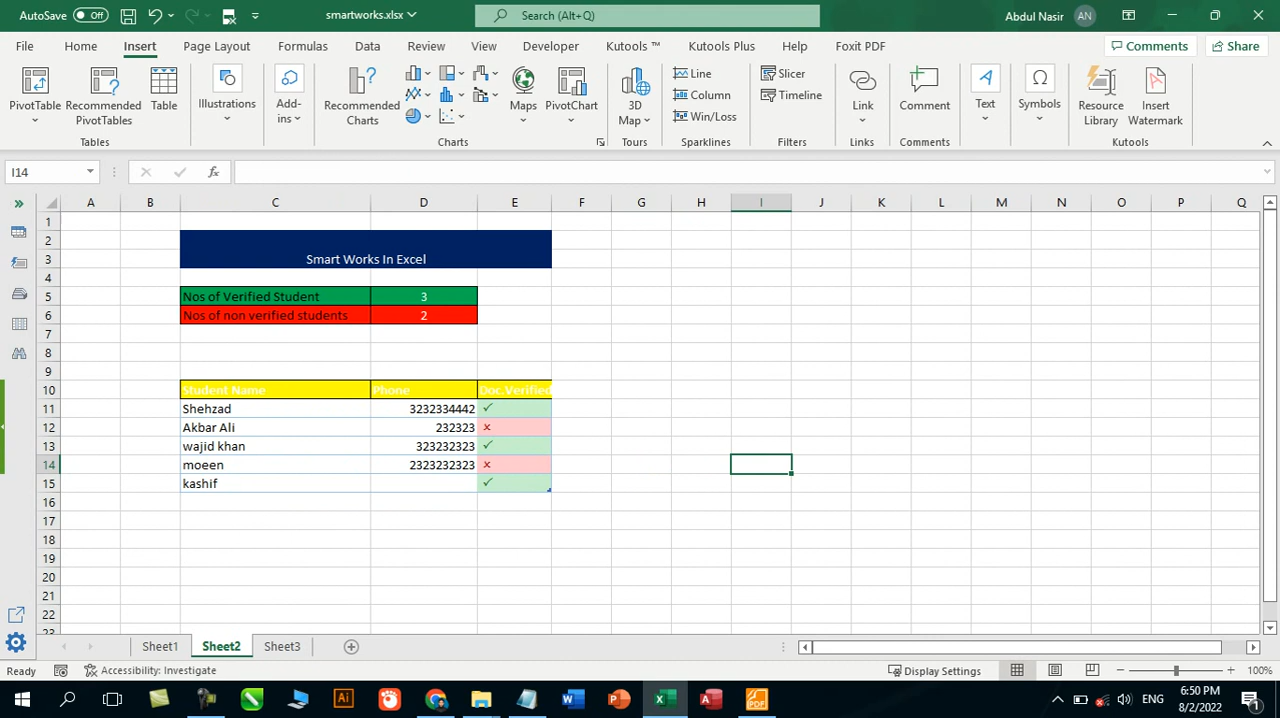 AutoSave Off smartworks.xlsx Search (Alt+Q) Abdul Nasir AN
File Home Insert Page Layout Formulas Data Review View Developer Kutools ™ Kutools Plus Help Foxit PDF Comments Share
PivotTable
Recommended PivotTables
Table
Tables
Illustrations
Add-ins
Recommended Charts
Maps
PivotChart
Charts
3D Map
Tours
Line
Column
Win/Loss
Sparklines
Slicer
Timeline
Filters
Link
Links
Comment
Comments
Text
Symbols
Resource Library
Insert Watermark
Kutools
I14 fx
A B C D E F G H I J K L M N O P Q
1
2
3 Smart Works In Excel
4
5 Nos of Verified Student 3
6 Nos of non verified students 2
7
8
9
10 Student Name Phone Doc.Verified
11 Shehzad 3232334442 ✓
12 Akbar Ali 232323 ×
13 wajid khan 323232323 ✓
14 moeen 2323232323 ×
15 kashif ✓
16
17
18
19
20
21
22
23
Sheet1 Sheet2 Sheet3
Ready Accessibility: Investigate Display Settings 100%
ENG 6:50 PM
8/2/2022 1